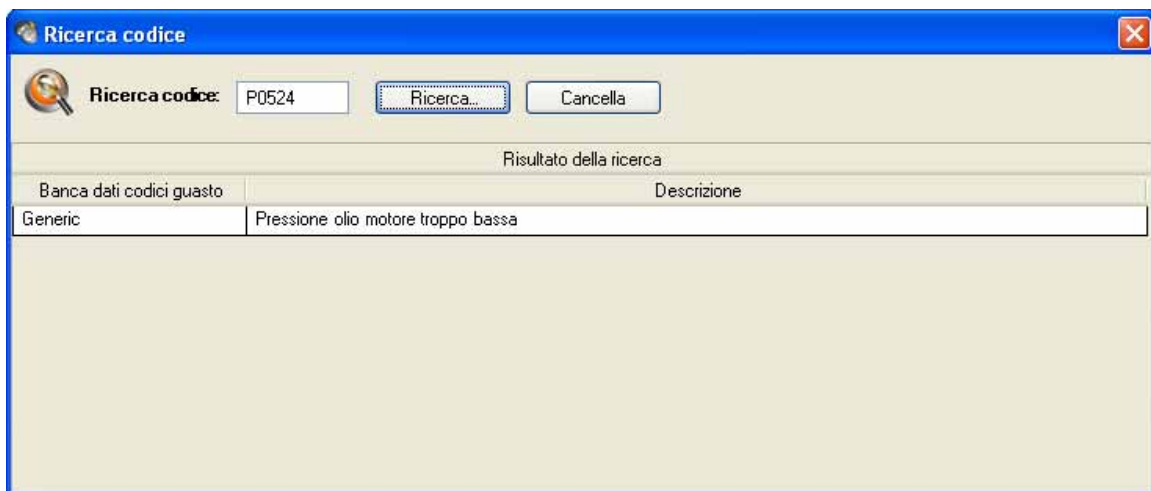 Ricerca codice
Ricerca codice: P0524 Ricerca... Cancella
Risultato della ricerca
Banca dati codici guasto Descrizione
Generic Pressione olio motore troppo bassa